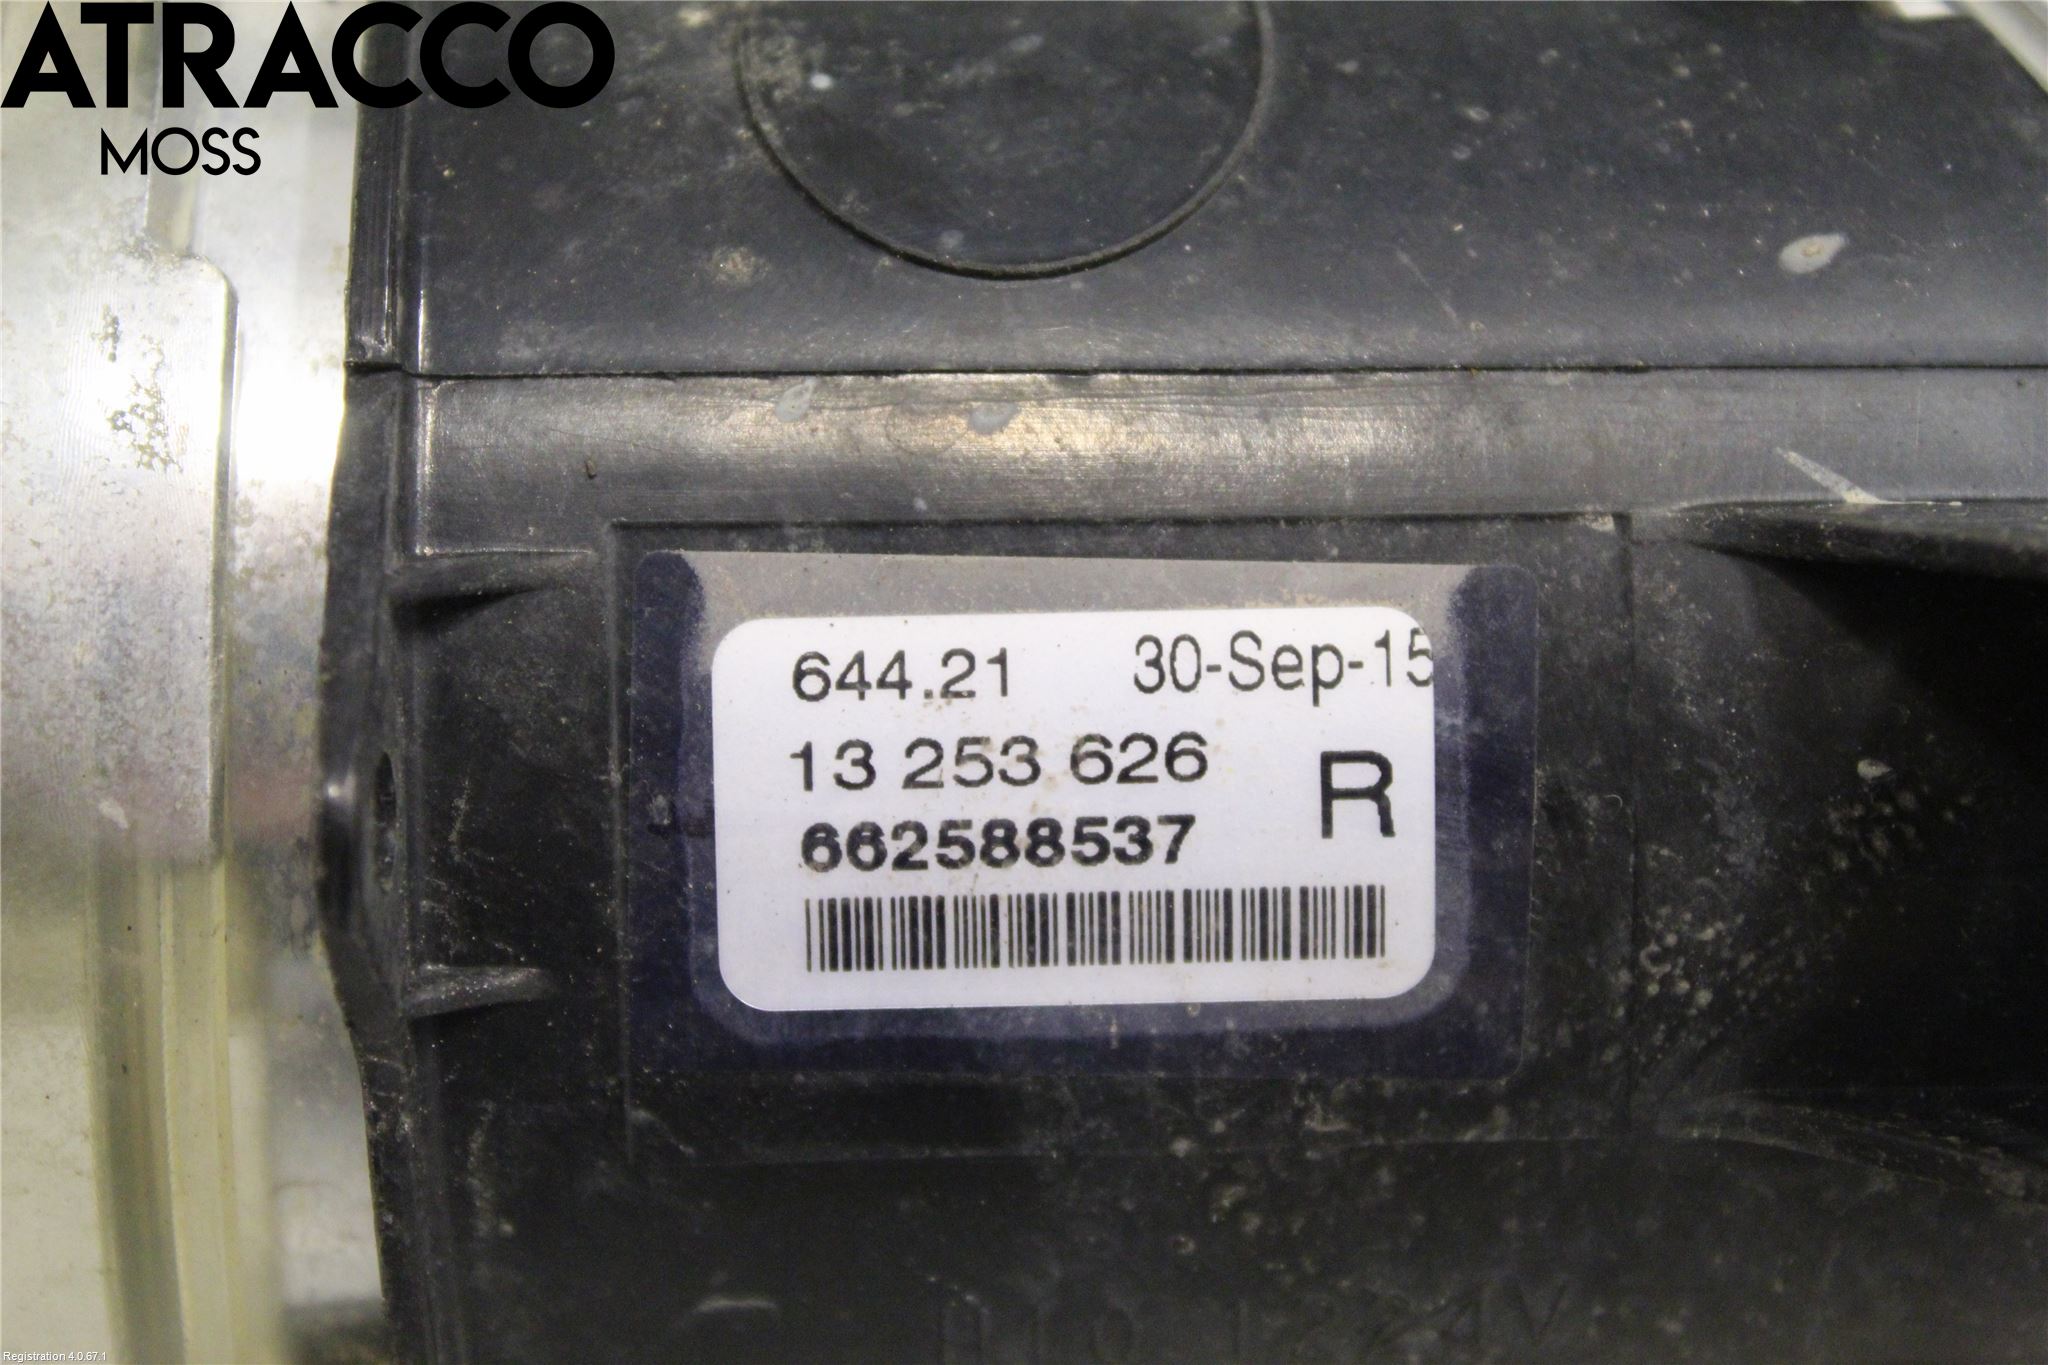 ATRACCO
MOSS
644.21 30-Sep-15
13 253 626
R
662588537
Registration 4.0.67.1